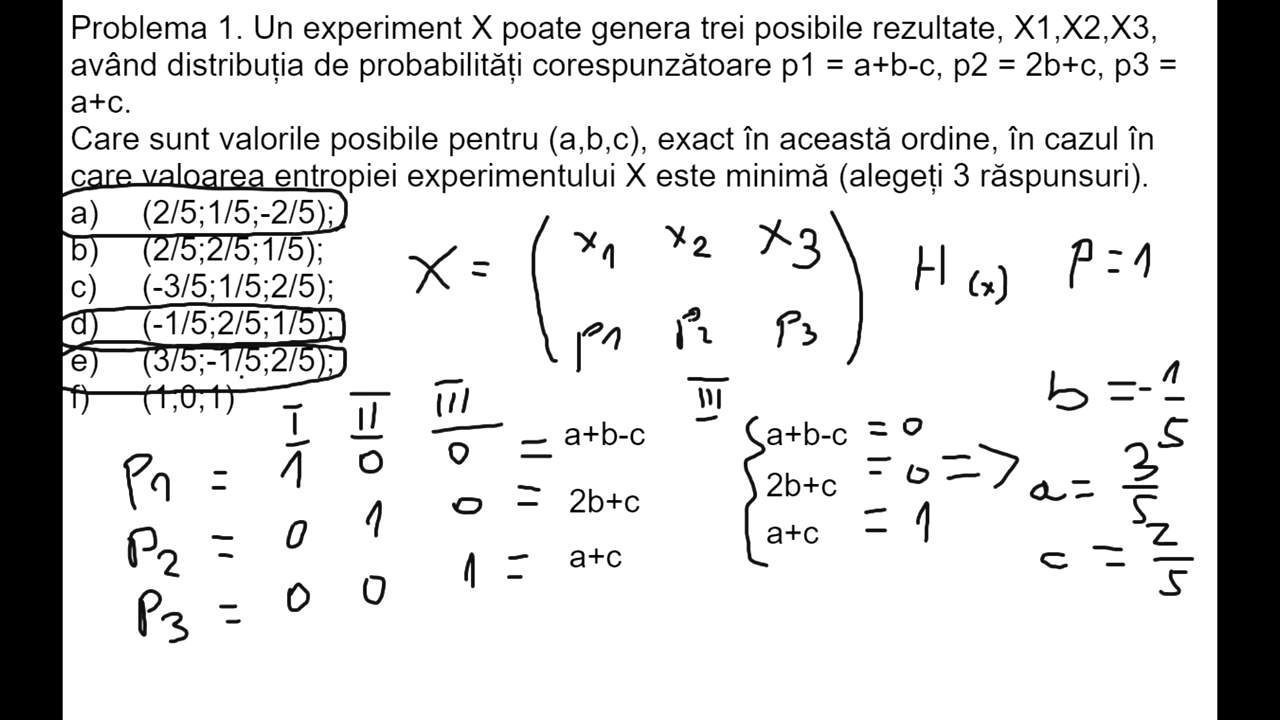 Problema 1. Un experiment X poate genera trei posibile rezultate, X1,X2,X3,
având distribuția de probabilități corespunzătoare p1 = a+b-c, p2 = 2b+c, p3 =
a+c.
Care sunt valorile posibile pentru (a,b,c), exact în această ordine, în cazul în
care valoarea entropiei experimentului X este minimă (alegeți 3 răspunsuri).
a) (2/5;1/5;-2/5);
b) (2/5;2/5;1/5);
c) (-3/5;1/5;2/5);
d) (-1/5;2/5;1/5);
e) (3/5;-1/5;2/5);
f) (1;0;1)
X = ( x1 x2 x3
p1 p2 p3 )
H(x) P=1
I II III
P1 = 1 0 0 = a+b-c
P2 = 0 1 0 = 2b+c
P3 = 0 0 1 = a+c
III
{ a+b-c = 0
2b+c = 0 =>
a+c = 1
b = -1/5
a = 3/5
c = 2/5